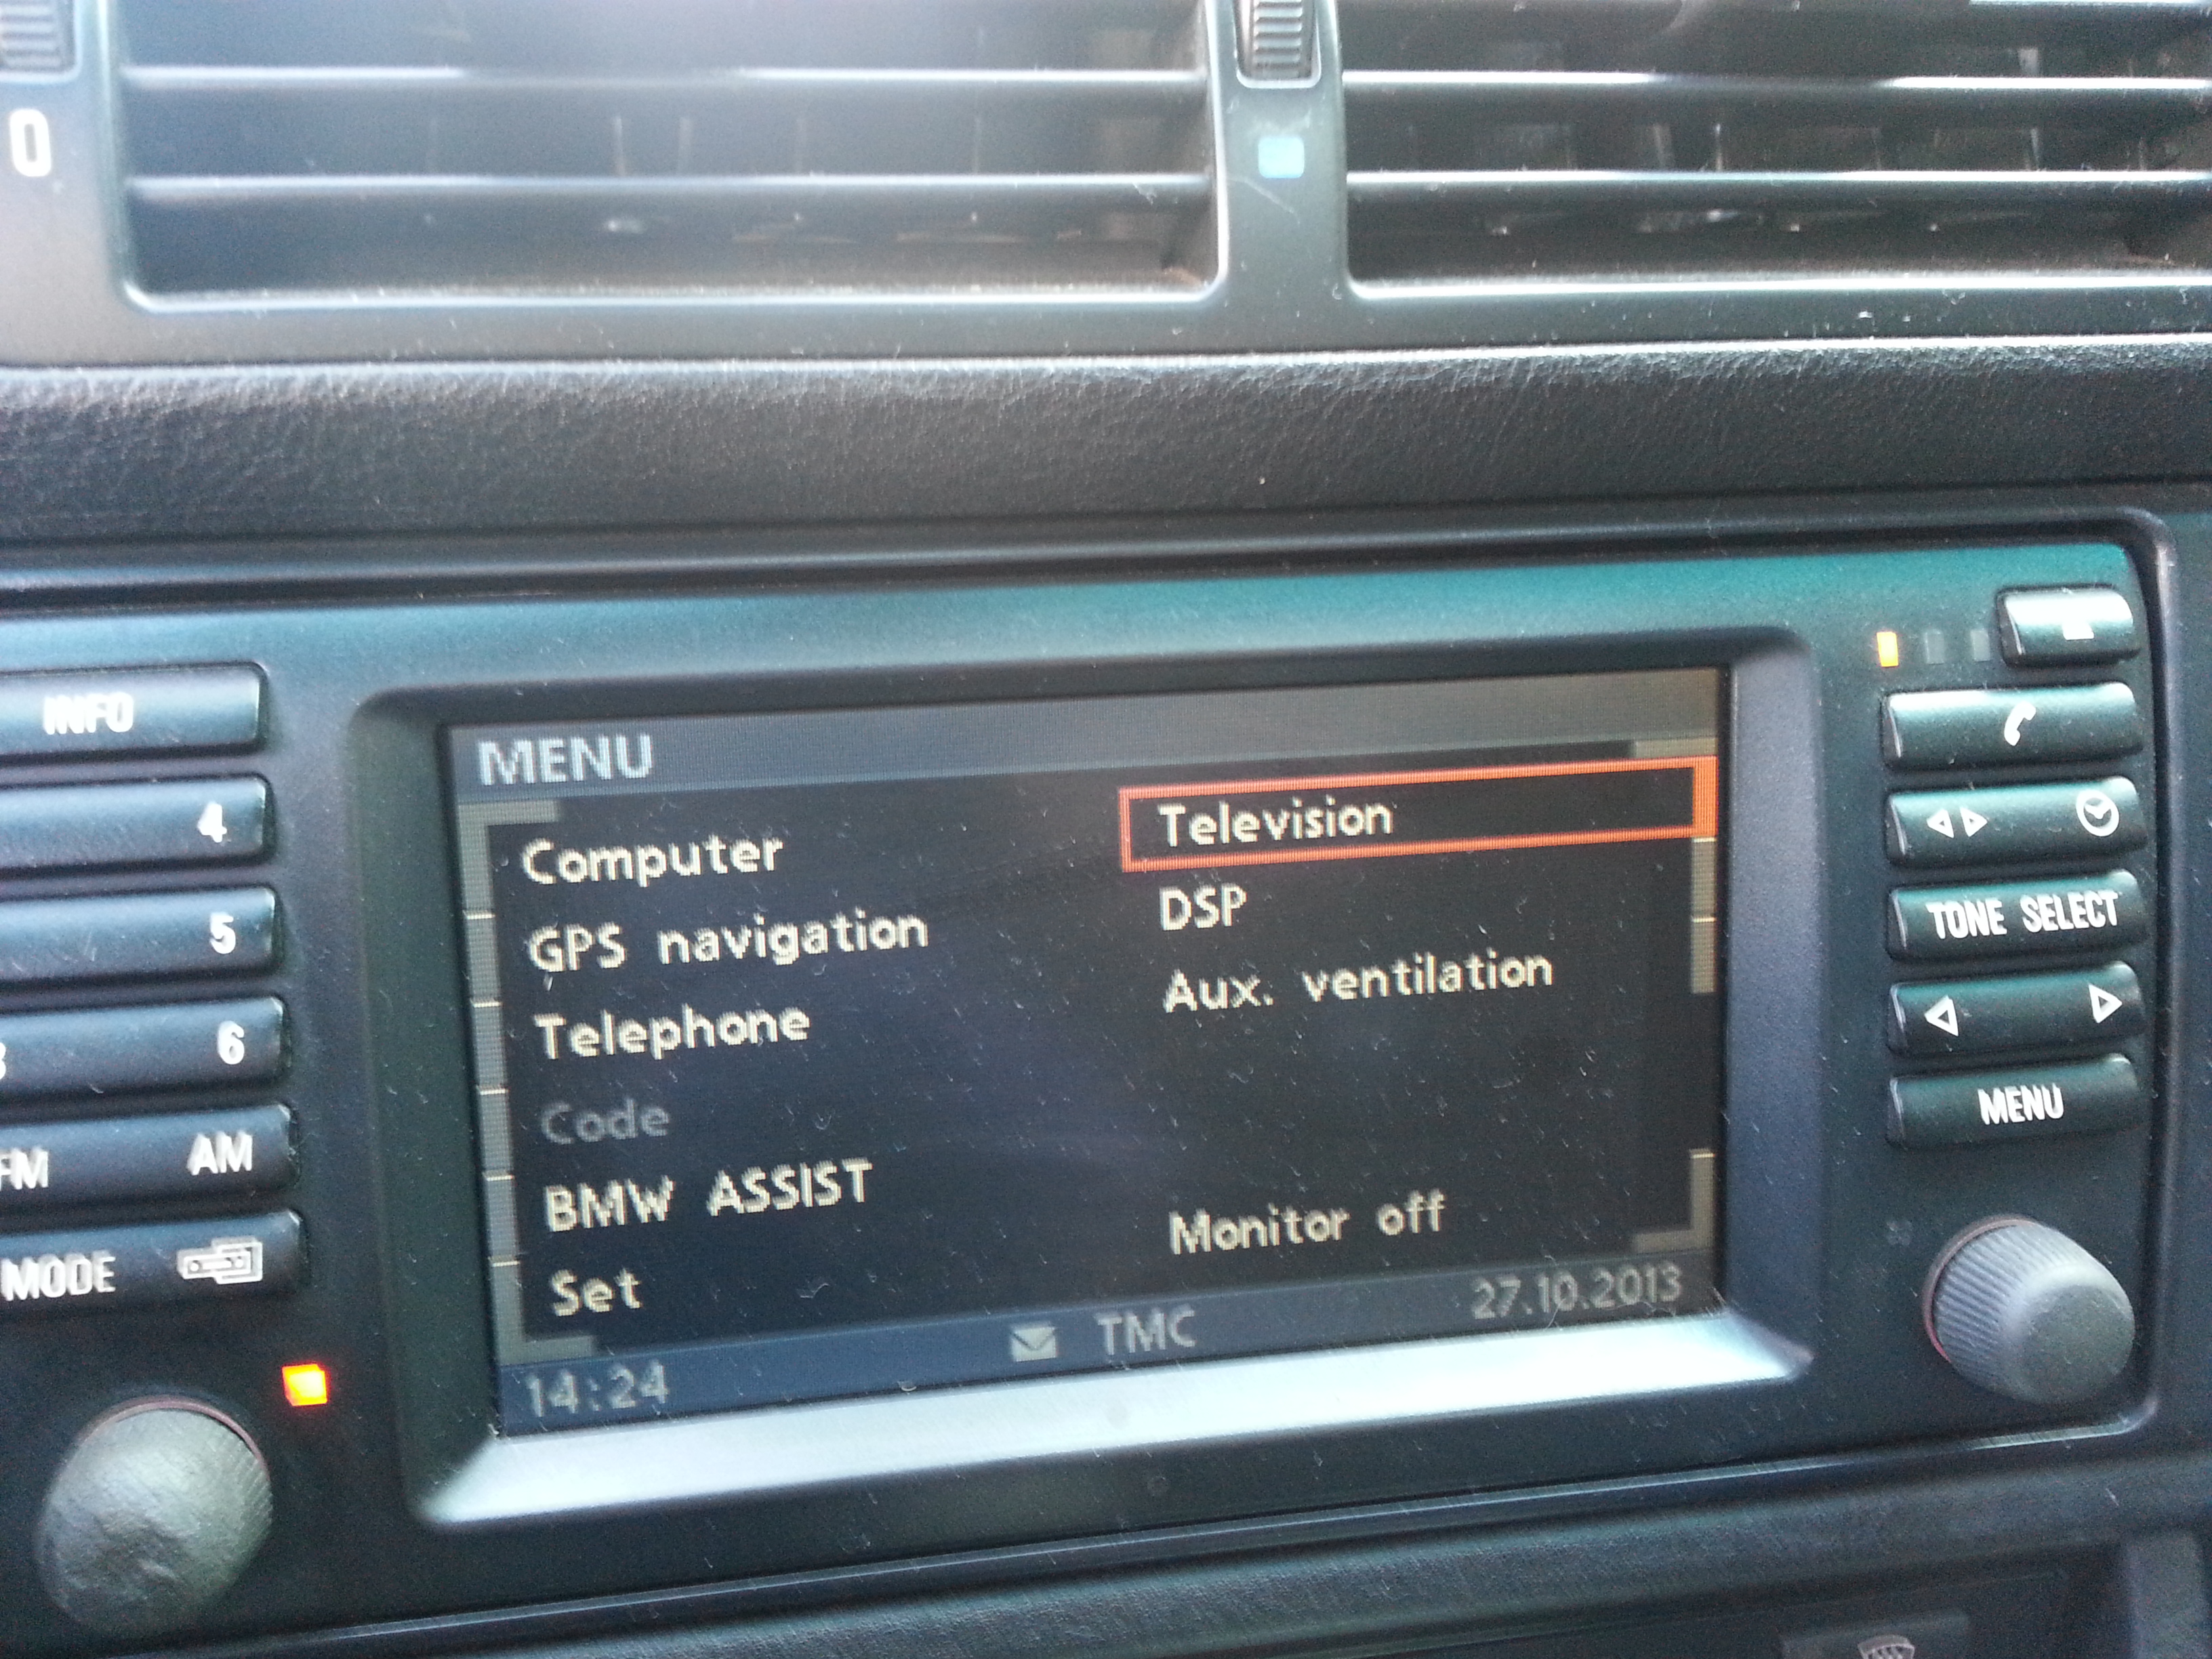 0
INFO
4
5
6
FM AM
MODE
MENU
Computer
GPS navigation
Telephone
Code
BMW ASSIST
Set
Television
DSP
Aux. ventilation
Monitor off
14:24
TMC
27.10.2013
TONE SELECT
MENU